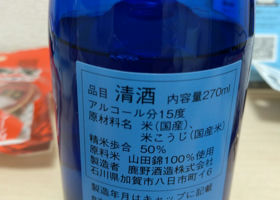 品目 清酒 内容量270ml
アルコール分15度
原材料名 米(国産)、
米こうじ(国産米)
精米歩合 50%
原料米 山田錦100%使用
製造者 鹿野酒造株式会社
石川県加賀市八日市町イ6
製造年月はキャップに記載